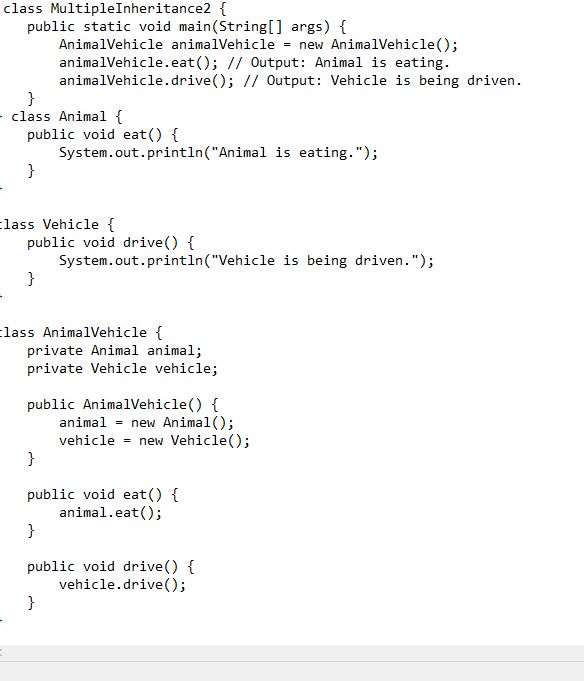 class MultipleInheritance2 {
    public static void main(String[] args) {
        AnimalVehicle animalVehicle = new AnimalVehicle();
        animalVehicle.eat(); // Output: Animal is eating.
        animalVehicle.drive(); // Output: Vehicle is being driven.
    }
} class Animal {
    public void eat() {
        System.out.println("Animal is eating.");
    }
}
class Vehicle {
    public void drive() {
        System.out.println("Vehicle is being driven.");
    }
}
class AnimalVehicle {
    private Animal animal;
    private Vehicle vehicle;
    public AnimalVehicle() {
        animal = new Animal();
        vehicle = new Vehicle();
    }
    public void eat() {
        animal.eat();
    }
    public void drive() {
        vehicle.drive();
    }
}